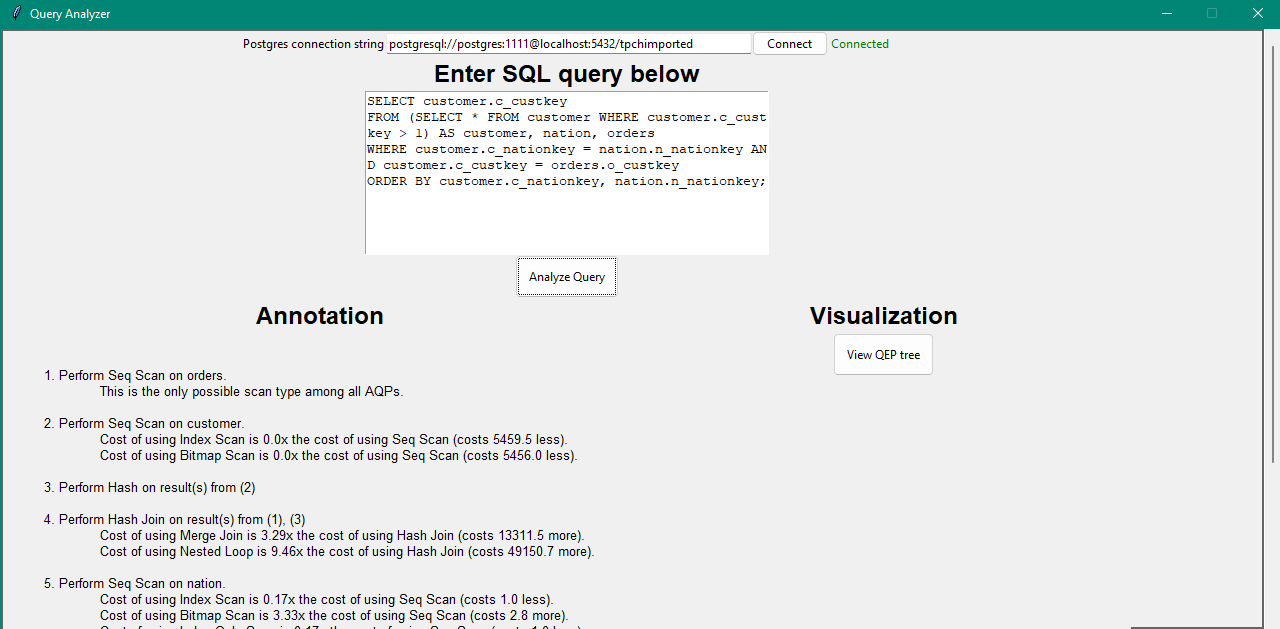 Query Analyzer
Postgres connection string postgresql://postgres:1111@localhost:5432/tpchimported Connect Connected
Enter SQL query below
SELECT customer.c_custkey
FROM (SELECT * FROM customer WHERE customer.c_cust
key > 1) AS customer, nation, orders
WHERE customer.c_nationkey = nation.n_nationkey AN
D customer.c_custkey = orders.o_custkey
ORDER BY customer.c_nationkey, nation.n_nationkey;
Analyze Query
Annotation
Visualization
View QEP tree
1. Perform Seq Scan on orders.
This is the only possible scan type among all AQPs.
2. Perform Seq Scan on customer.
Cost of using Index Scan is 0.0x the cost of using Seq Scan (costs 5459.5 less).
Cost of using Bitmap Scan is 0.0x the cost of using Seq Scan (costs 5456.0 less).
3. Perform Hash on result(s) from (2)
4. Perform Hash Join on result(s) from (1), (3)
Cost of using Merge Join is 3.29x the cost of using Hash Join (costs 13311.5 more).
Cost of using Nested Loop is 9.46x the cost of using Hash Join (costs 49150.7 more).
5. Perform Seq Scan on nation.
Cost of using Index Scan is 0.17x the cost of using Seq Scan (costs 1.0 less).
Cost of using Bitmap Scan is 3.33x the cost of using Seq Scan (costs 2.8 more).